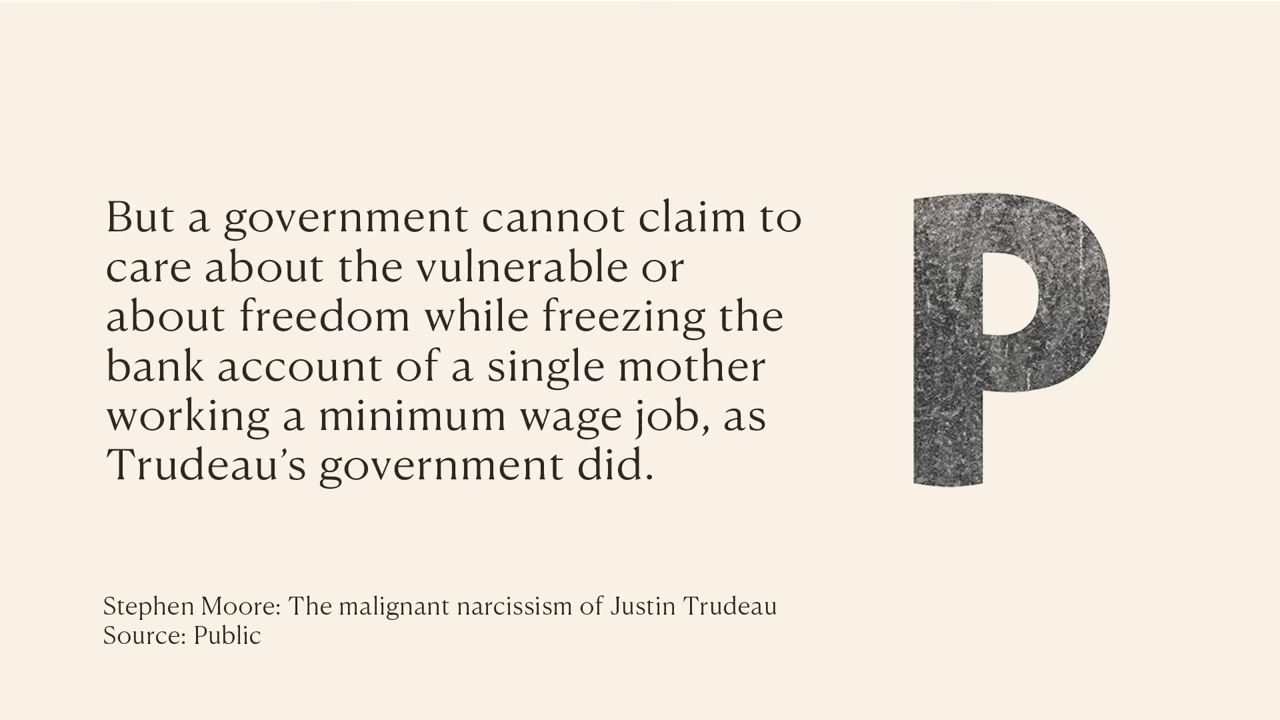 But a government cannot claim to
care about the vulnerable or
about freedom while freezing the
bank account of a single mother
working a minimum wage job, as
Trudeau’s government did.
P
Stephen Moore: The malignant narcissism of Justin Trudeau
Source: Public